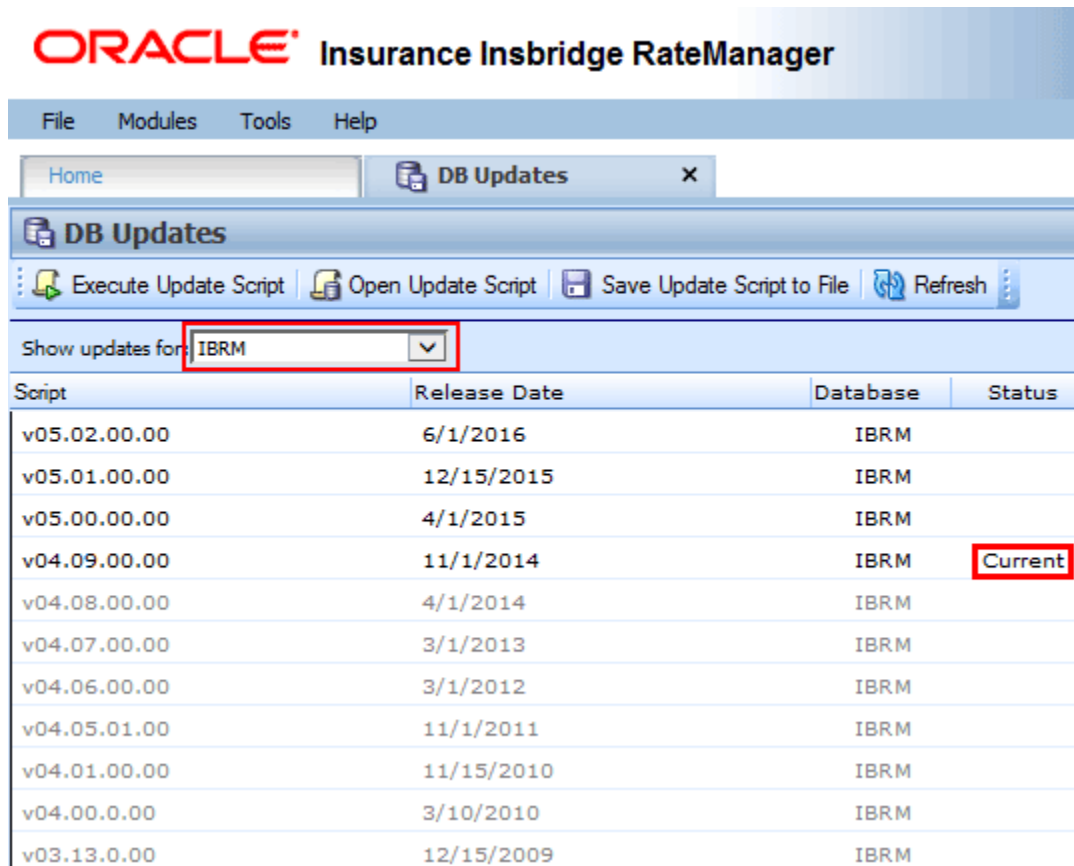 ORACLE Insurance Insbridge RateManager
File Modules Tools Help
Home DB Updates x
DB Updates
Execute Update Script Open Update Script Save Update Script to File Refresh
Show updates for: IBRM
Script Release Date Database Status
v05.02.00.00 6/1/2016 IBRM
v05.01.00.00 12/15/2015 IBRM
v05.00.00.00 4/1/2015 IBRM
v04.09.00.00 11/1/2014 IBRM Current
v04.08.00.00 4/1/2014 IBRM
v04.07.00.00 3/1/2013 IBRM
v04.06.00.00 3/1/2012 IBRM
v04.05.01.00 11/1/2011 IBRM
v04.01.00.00 11/15/2010 IBRM
v04.00.0.00 3/10/2010 IBRM
v03.13.0.00 12/15/2009 IBRM